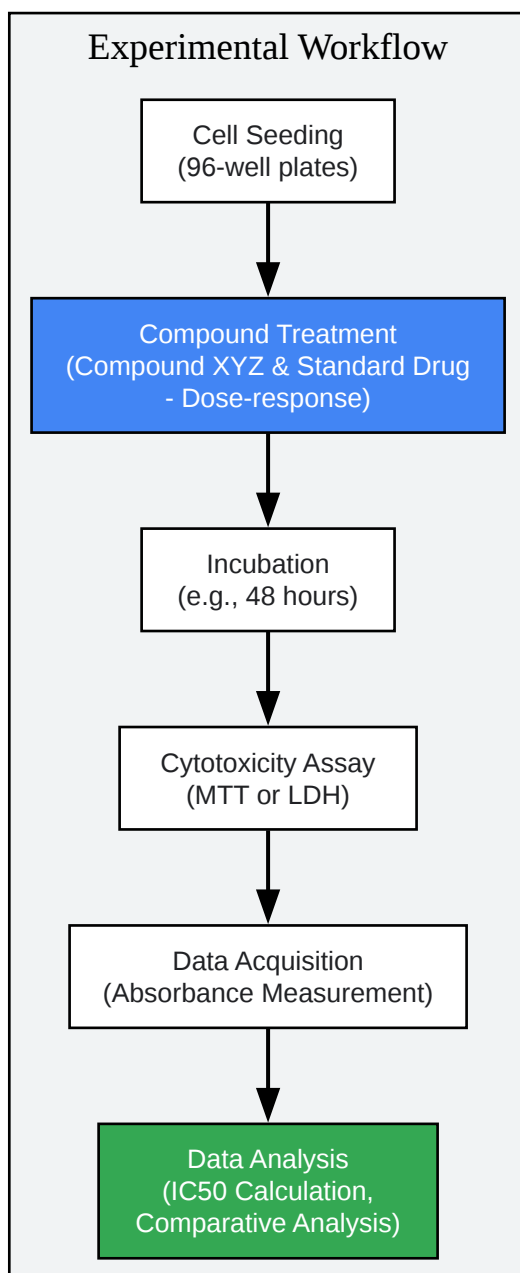 Experimental Workflow
Cell Seeding
(96-well plates)
Compound Treatment
(Compound XYZ & Standard Drug
- Dose-response)
Incubation
(e.g., 48 hours)
Cytotoxicity Assay
(MTT or LDH)
Data Acquisition
(Absorbance Measurement)
Data Analysis
(IC50 Calculation,
Comparative Analysis)